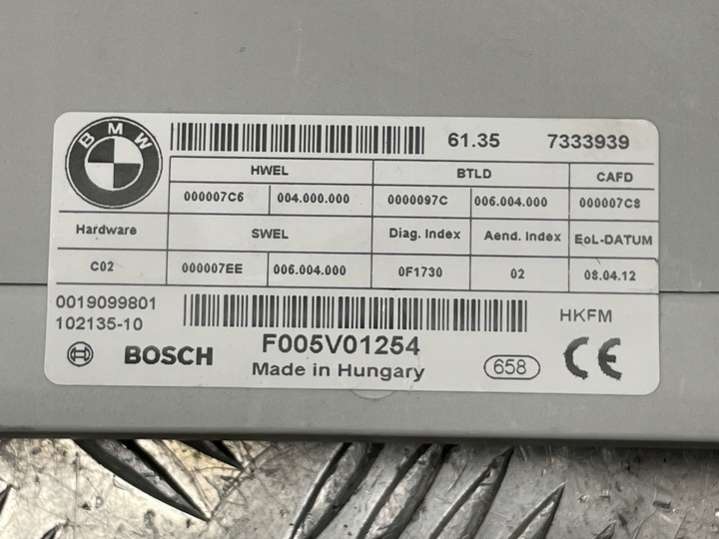 BMW
61.35 7333939
HWEL BTLD CAFD
000007C6 004.000.000 0000097C 006.004.000 000007C8
Hardware SWEL Diag. Index Aend. Index EoL-DATUM
C02 000007EE 006.004.000 0F1730 02 08.04.12
0019099801
102135-10 HKFM
BOSCH F005V01254 658 CE
Made in Hungary